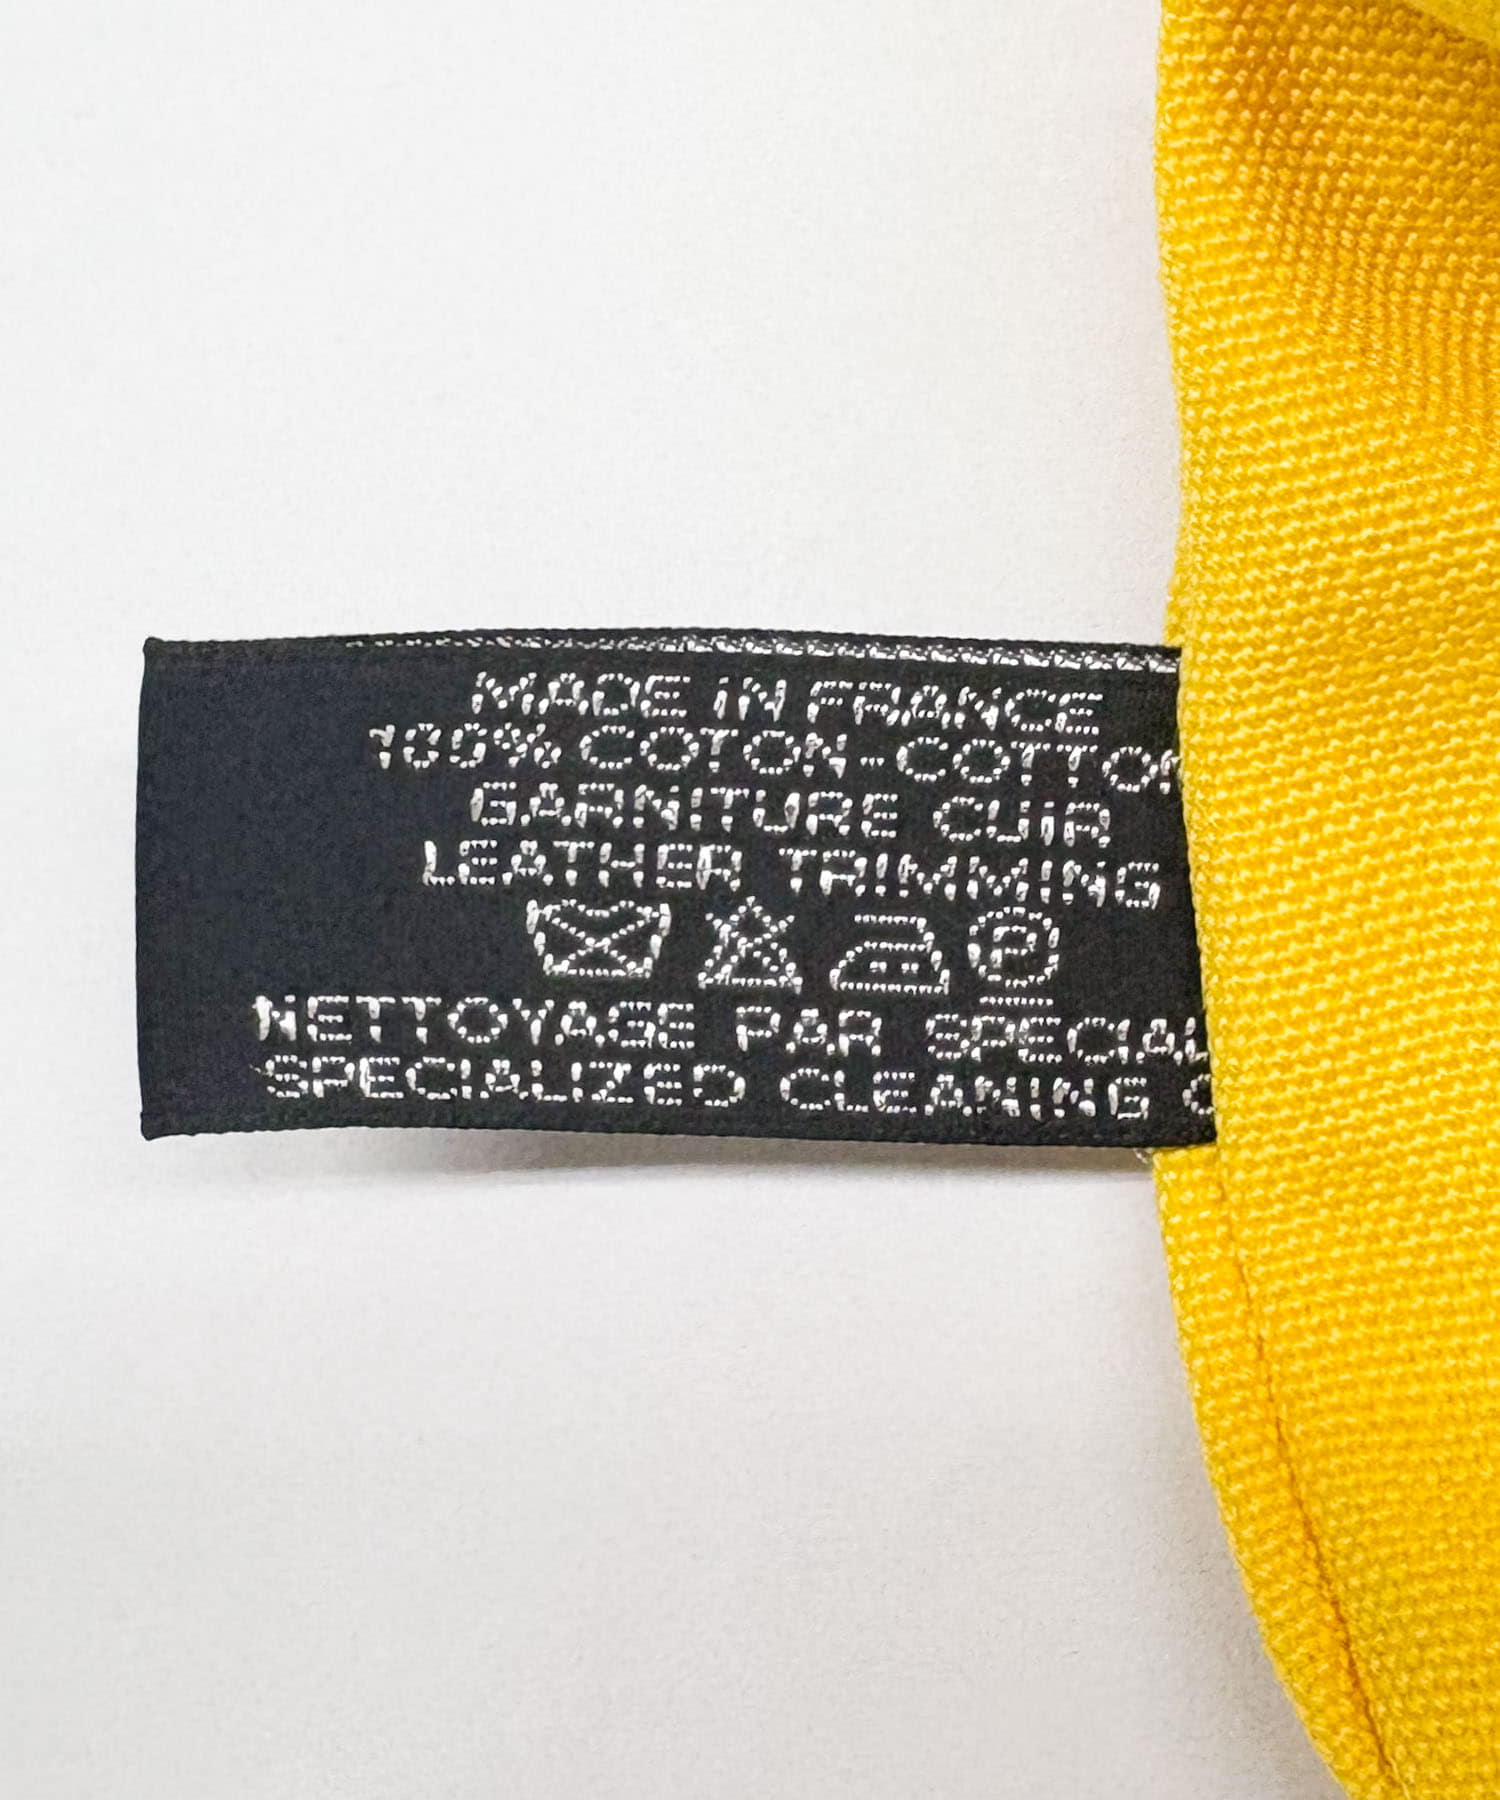 MADE iN FRANCE
100% COTON - COTTON
GARNITURE CUiR
LEATHER TRIMMING
P
NETTOYAGE PAR SPECIAL
SPECIALIZED CLEANING